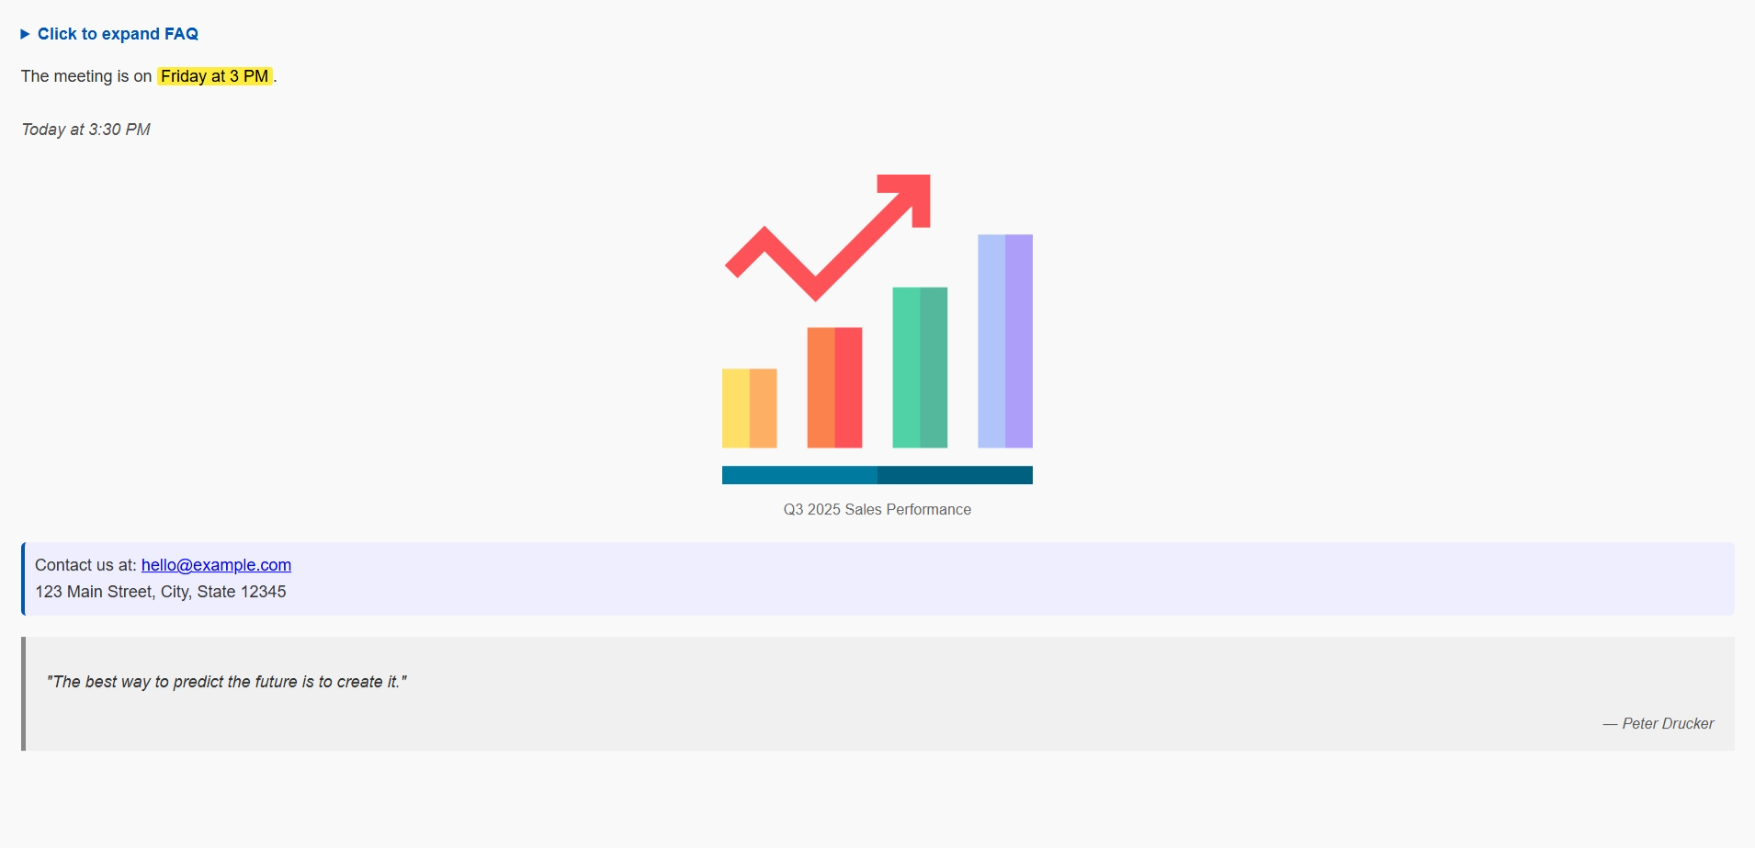 Click to expand FAQ
The meeting is on Friday at 3 PM.
Today at 3:30 PM
Q3 2025 Sales Performance
Contact us at: hello@example.com
123 Main Street, City, State 12345
"The best way to predict the future is to create it."
— Peter Drucker